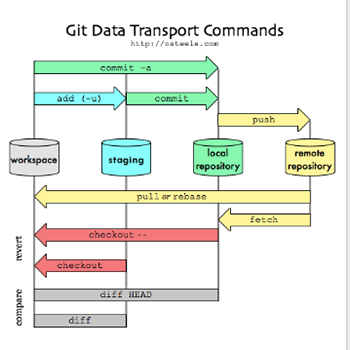 Git Data Transport Commands
http://osteele.com
commit -a
add (-u)
commit
push
workspace
staging
local
repository
remote
repository
pull or rebase
fetch
revert
checkout --
checkout
compare
diff HEAD
diff